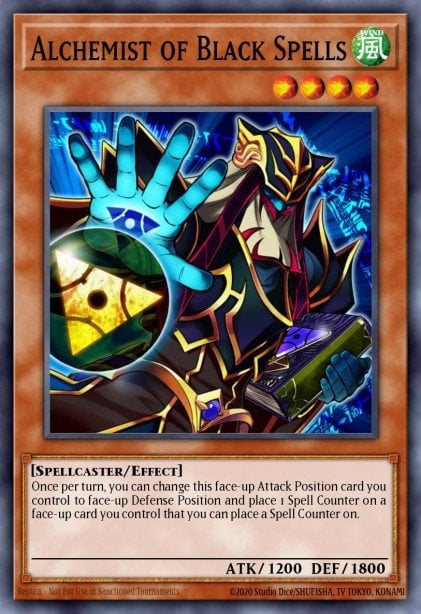 ALCHEMIST OF BLACK SPELLS
WIND
風
[SPELLCASTER/EFFECT]
Once per turn, you can change this face-up Attack Position card you
control to face-up Defense Position and place 1 Spell Counter on a
face-up card you control that you can place a Spell Counter on.
ATK/1200 DEF/1800
Replica - Not For Use in Sanctioned Tournaments
©2020 Studio Dice/SHUEISHA, TV TOKYO, KONAMI